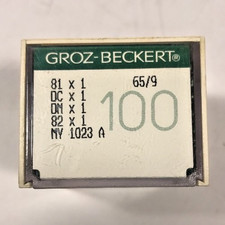 GROZ-BECKERT®
81 x 1 65/9
DC x 1
DN x 1
82 x 1
NY 1023 A
100